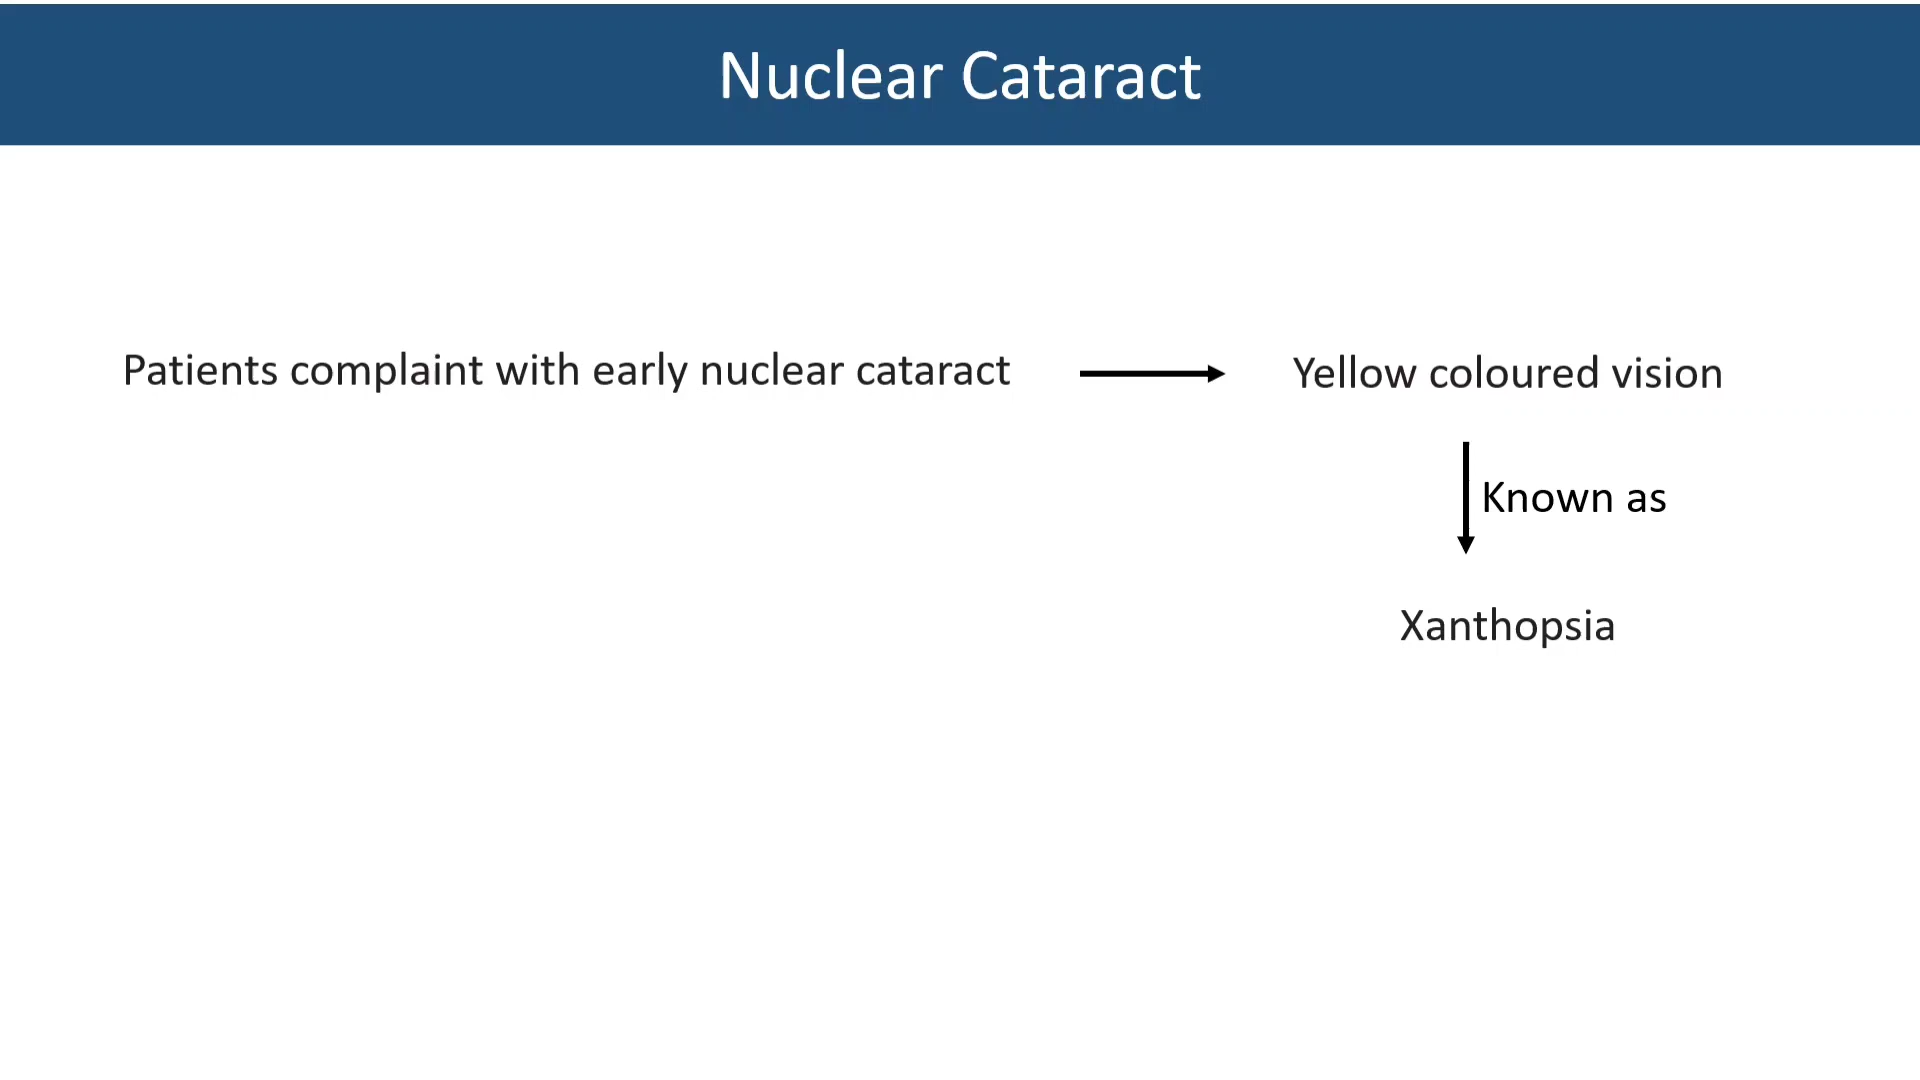 Nuclear Cataract
Patients complaint with early nuclear cataract
Yellow coloured vision
Known as
Xanthopsia